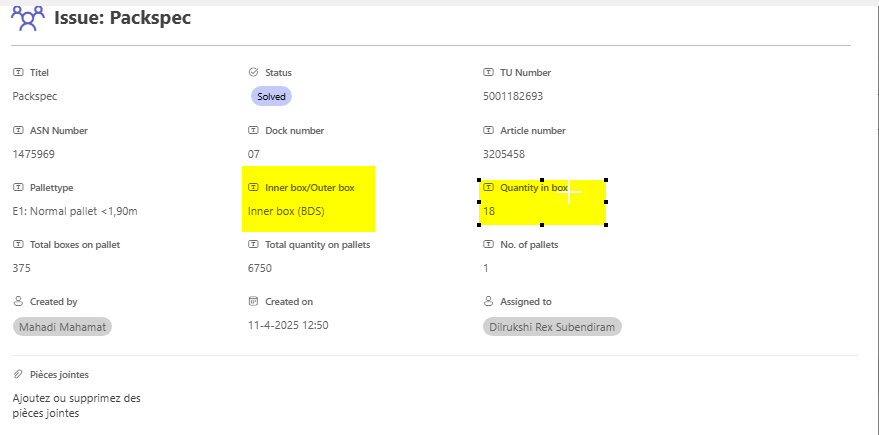 Issue: Packspec
Titel
Status
TU Number
Packspec
Solved
5001182693
ASN Number
Dock number
Article number
1475969
07
3205458
Pallettype
Inner box/Outer box
Quantity in box
E1: Normal pallet <1,90m
Inner box (BDS)
18
Total boxes on pallet
Total quantity on pallets
No. of pallets
375
6750
1
Created by
Created on
Assigned to
Mahadi Mahamat
11-4-2025 12:50
Dilrukshi Rex Subendiram
Pièces jointes
Ajoutez ou supprimez des
pièces jointes